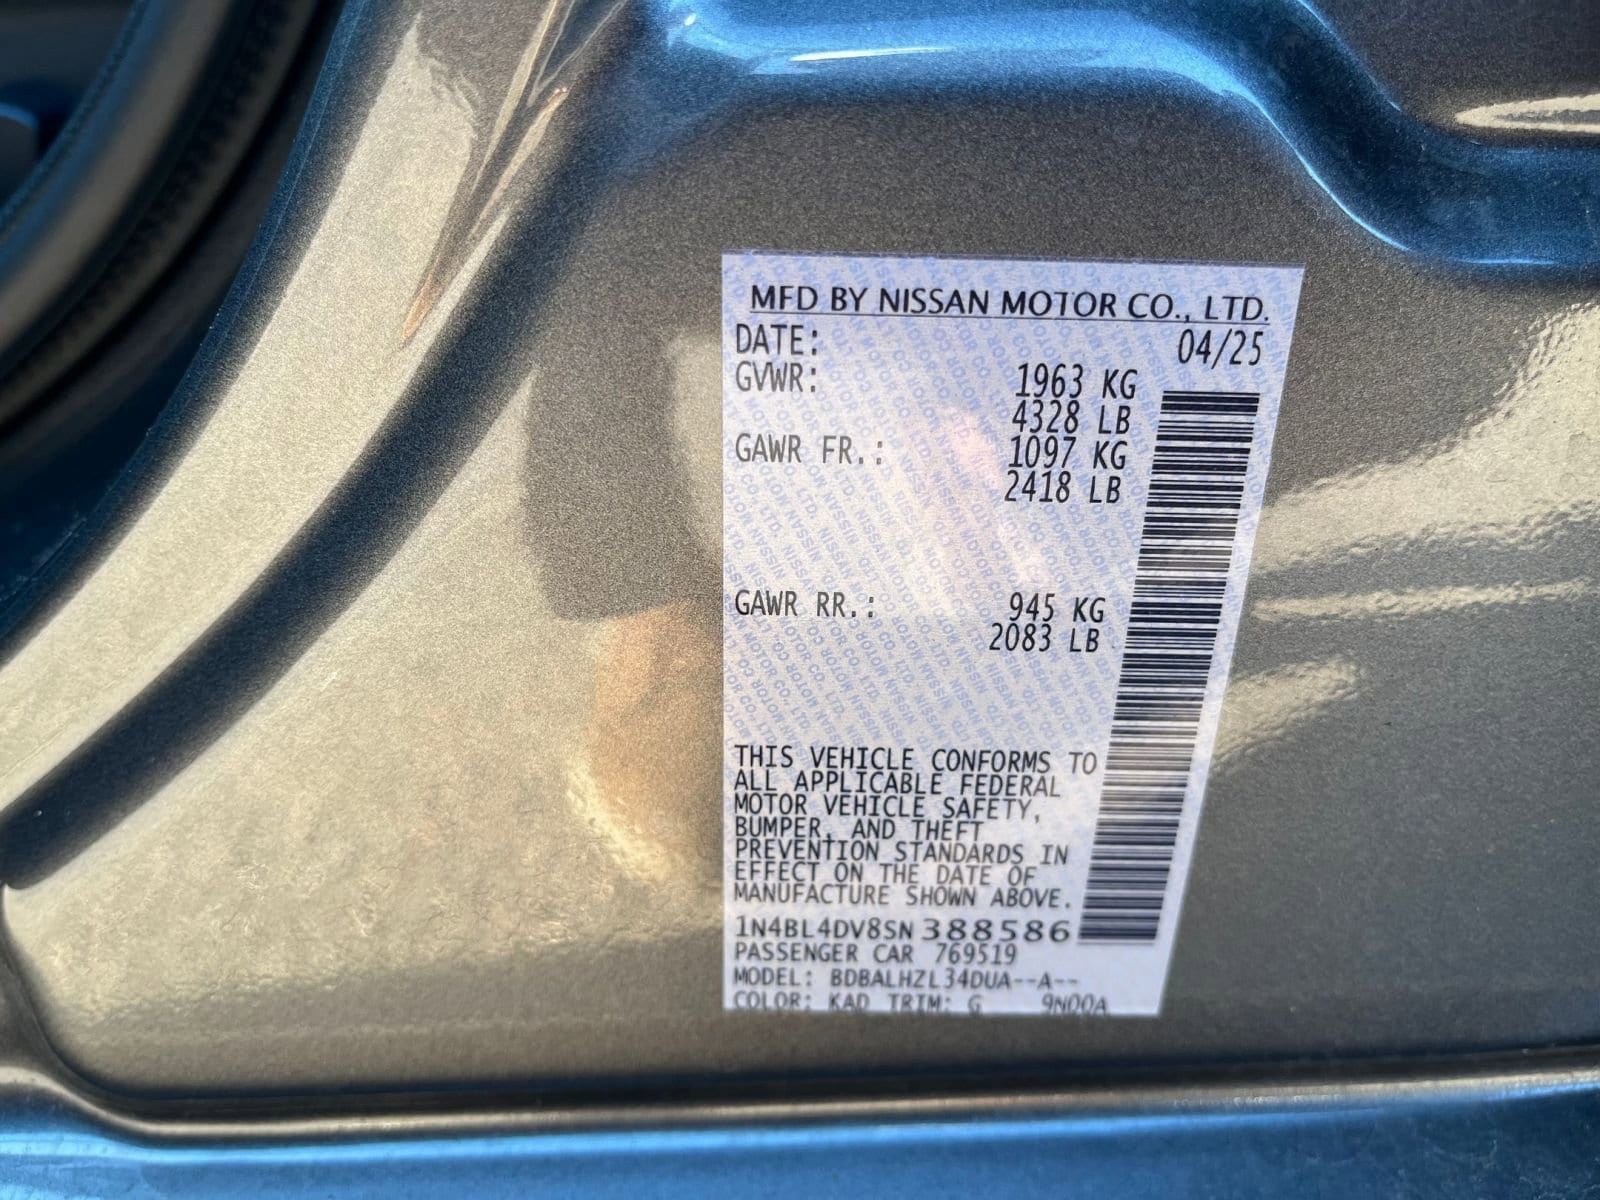 MFD BY NISSAN MOTOR CO., LTD.
DATE: 04/25
GVWR: 1963 KG
4328 LB
GAWR FR.: 1097 KG
2418 LB
GAWR RR.: 945 KG
2083 LB
THIS VEHICLE CONFORMS TO
ALL APPLICABLE FEDERAL
MOTOR VEHICLE SAFETY,
BUMPER, AND THEFT
PREVENTION STANDARDS IN
EFFECT ON THE DATE OF
MANUFACTURE SHOWN ABOVE.
1N4BL4DV8SN388586
PASSENGER CAR 769519
MODEL: BDBALHZL34DUA--A--
COLOR: KAD TRIM: G 9N00A